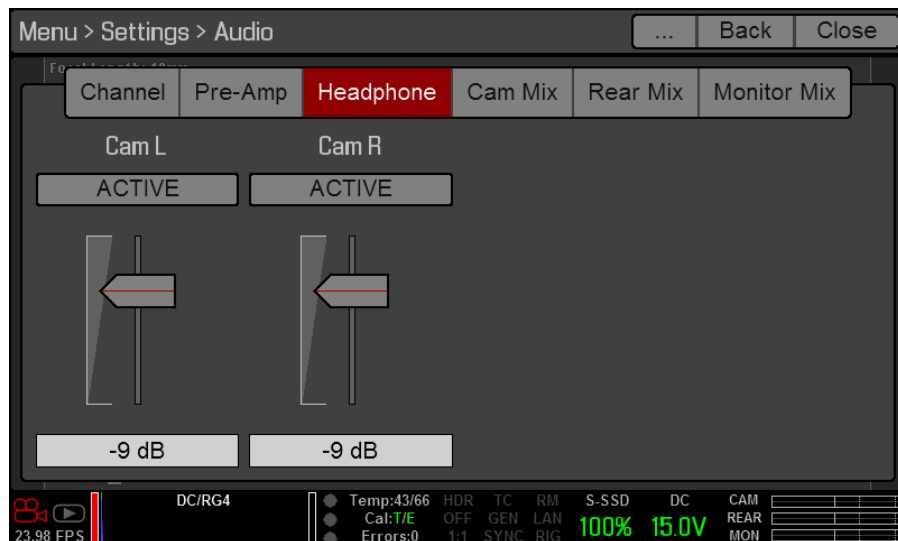 Menu > Settings > Audio ... Back Close
Channel Pre-Amp Headphone Cam Mix Rear Mix Monitor Mix
Cam L Cam R
ACTIVE ACTIVE
-9 dB -9 dB
DC/RG4 Temp:43/66 HDR TC RM S-SSD DC CAM
Cal:T/E OFF GEN LAN 100% 15.0V REAR
23.98 FPS Errors:0 1:1 SYNC RIG MON